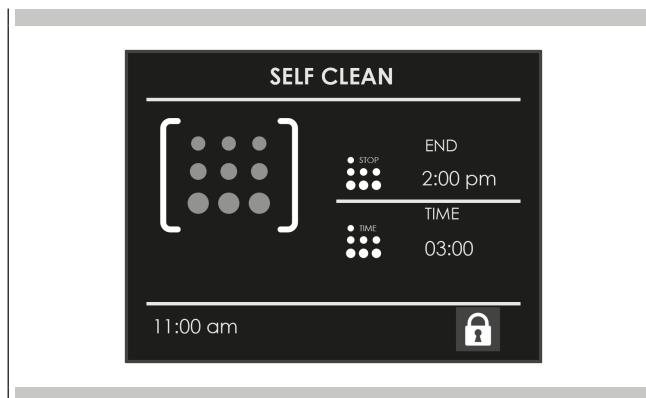 SELF CLEAN
STOP
END
2:00 pm
TIME
TIME
03:00
11:00 am